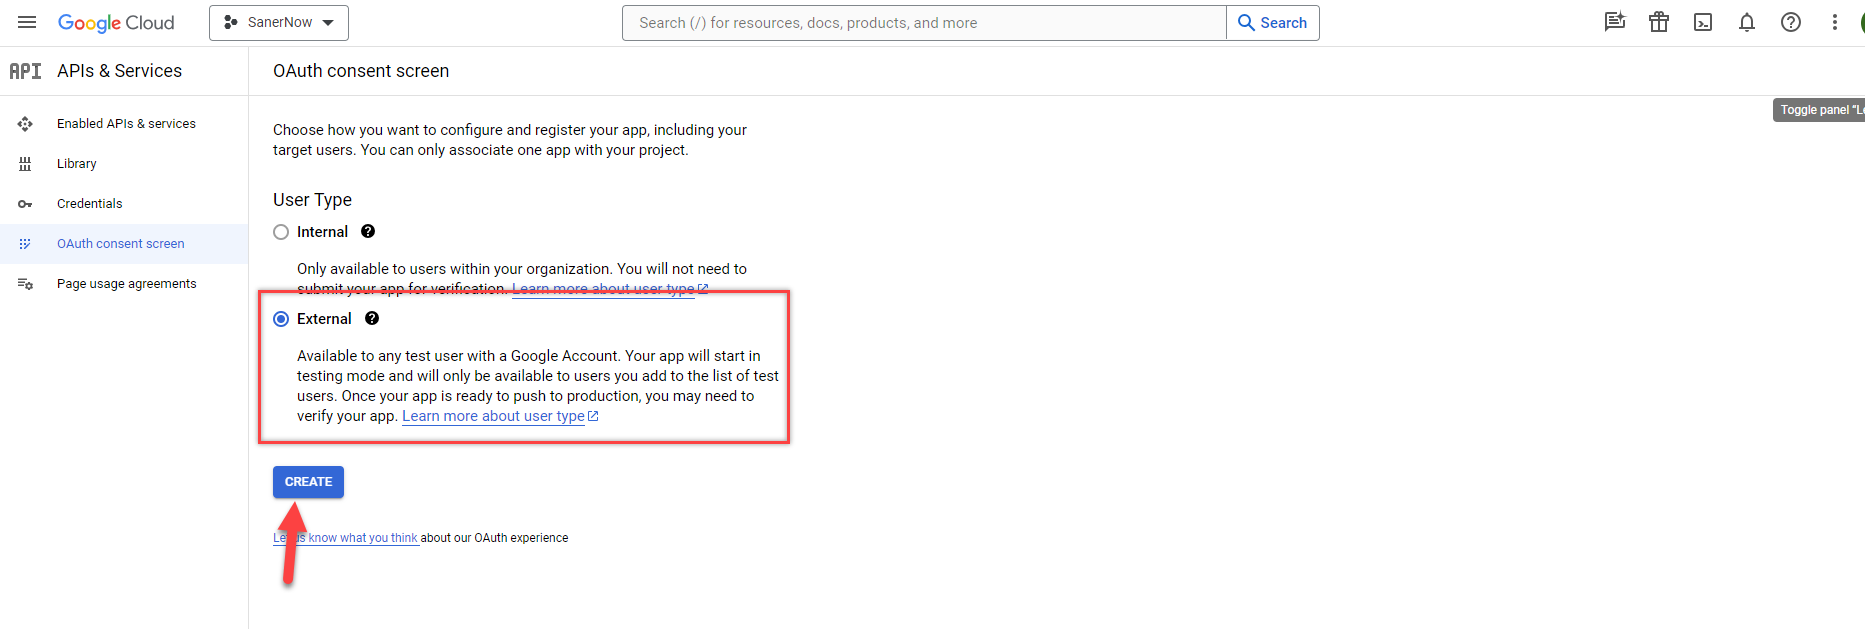 Google Cloud
SanerNow
Search (/) for resources, docs, products, and more
Search
API
APIs & Services
OAuth consent screen
Toggle panel "L
Enabled APIs & services
Library
Credentials
OAuth consent screen
Page usage agreements
Choose how you want to configure and register your app, including your
target users. You can only associate one app with your project.
User Type
Internal
Only available to users within your organization. You will not need to
submit your app for verification. Learn more about user type
External
Available to any test user with a Google Account. Your app will start in
testing mode and will only be available to users you add to the list of test
users. Once your app is ready to push to production, you may need to
verify your app. Learn more about user type
CREATE
Let us know what you think about our OAuth experience